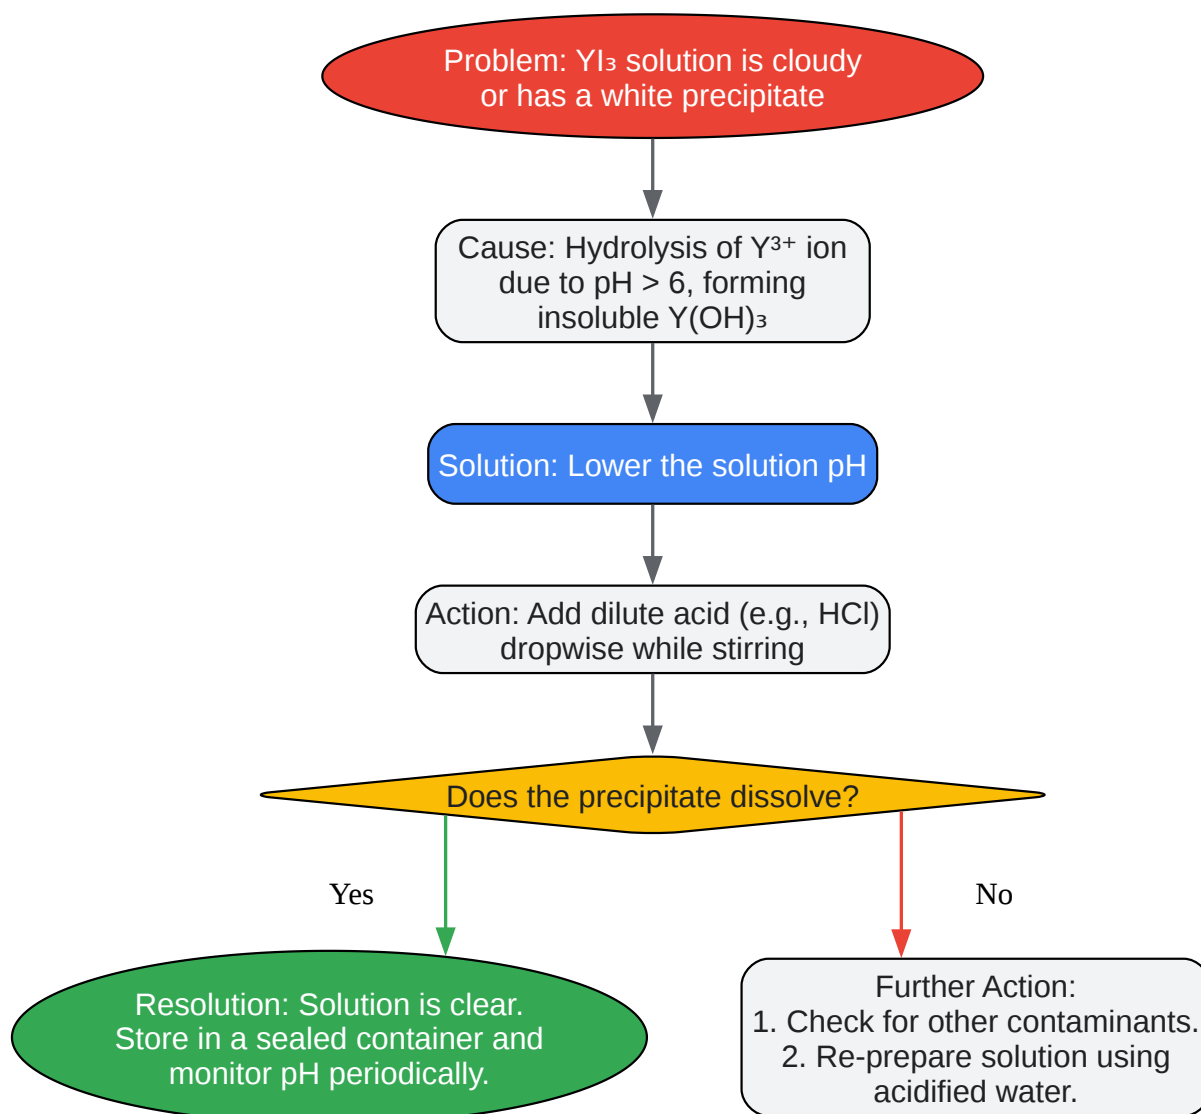 Problem: YI₃ solution is cloudy
or has a white precipitate
Cause: Hydrolysis of Y³⁺ ion
due to pH > 6, forming
insoluble Y(OH)₃
Solution: Lower the solution pH
Action: Add dilute acid (e.g., HCl)
dropwise while stirring
Does the precipitate dissolve?
Yes
No
Resolution: Solution is clear.
Store in a sealed container and
monitor pH periodically.
Further Action:
1. Check for other contaminants.
2. Re-prepare solution using
acidified water.